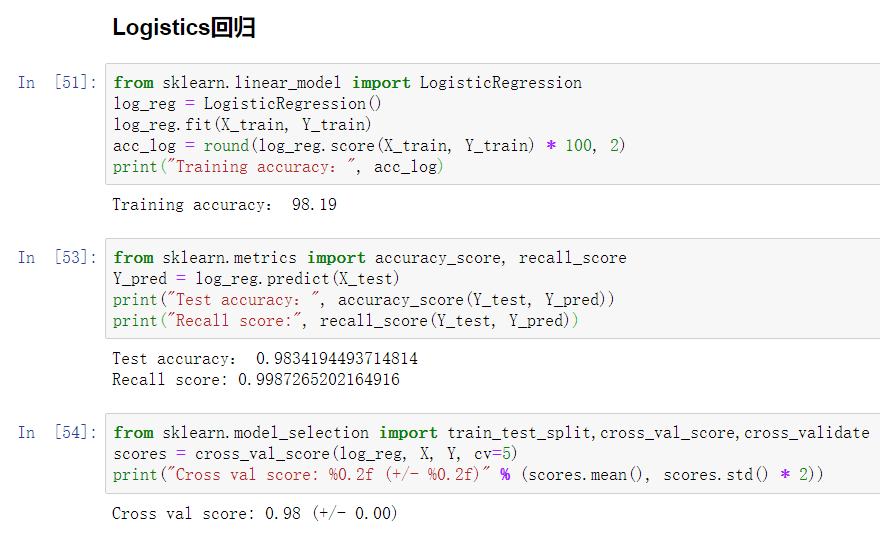 Logistics回归
In [51]:
from sklearn.linear_model import LogisticRegression
log_reg = LogisticRegression()
log_reg.fit(X_train, Y_train)
acc_log = round(log_reg.score(X_train, Y_train) * 100, 2)
print("Training accuracy: ", acc_log)
Training accuracy:  98.19
In [53]:
from sklearn.metrics import accuracy_score, recall_score
Y_pred = log_reg.predict(X_test)
print("Test accuracy: ", accuracy_score(Y_test, Y_pred))
print("Recall score:", recall_score(Y_test, Y_pred))
Test accuracy:  0.9834194493714814
Recall score: 0.9987265202164916
In [54]:
from sklearn.model_selection import train_test_split,cross_val_score,cross_validate
scores = cross_val_score(log_reg, X, Y, cv=5)
print("Cross val score: %0.2f (+/- %0.2f)" % (scores.mean(), scores.std() * 2))
Cross val score: 0.98 (+/- 0.00)